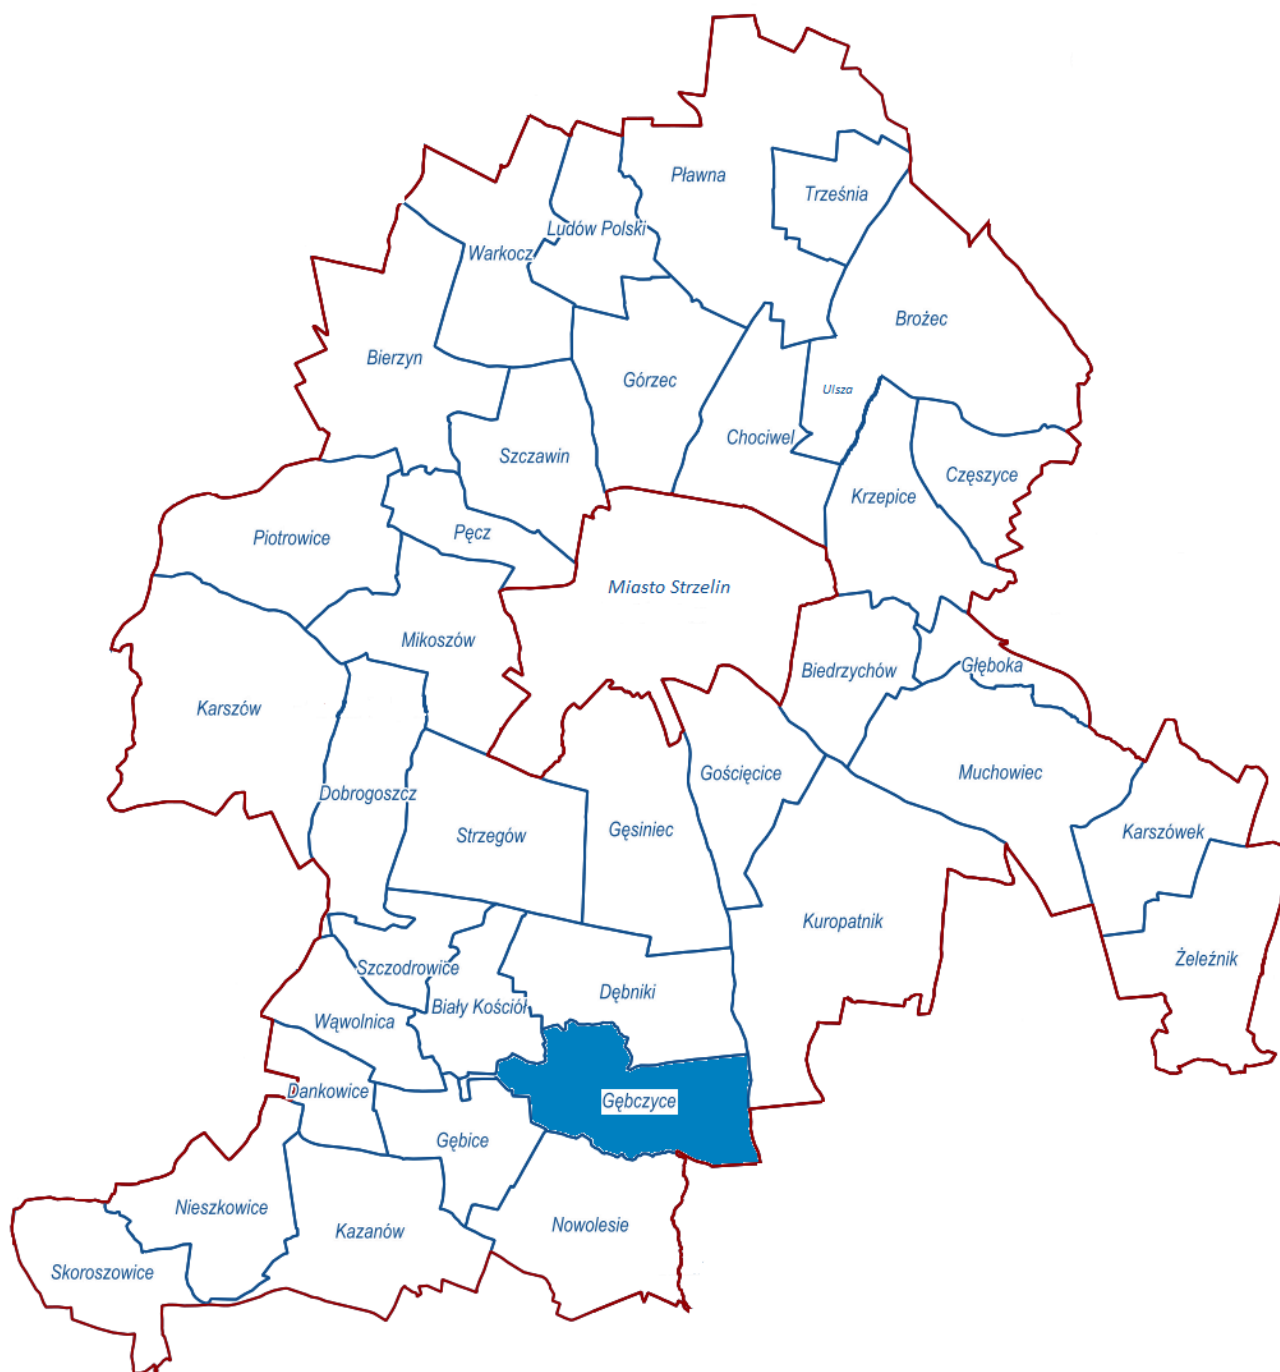 Pławna
Trześnia
Ludów Polski
Warkocz
Brożec
Bierzyn
Górzec
Ulsza
Chociwel
Szczawin
Częszyce
Krzepice
Pęcz
Piotrowice
Miasto Strzelin
Mikoszów
Biedrzychów
Głęboka
Karszów
Gościęcice
Muchowiec
Dobrogoszcz
Gęsiniec
Karszówek
Strzegów
Kuropatnik
Żeleźnik
Szczodrowice
Dębniki
Biały Kościół
Wąwolnica
Dankowice
Gębczyce
Gębice
Nieszkowice
Nowolesie
Kazanów
Skoroszowice